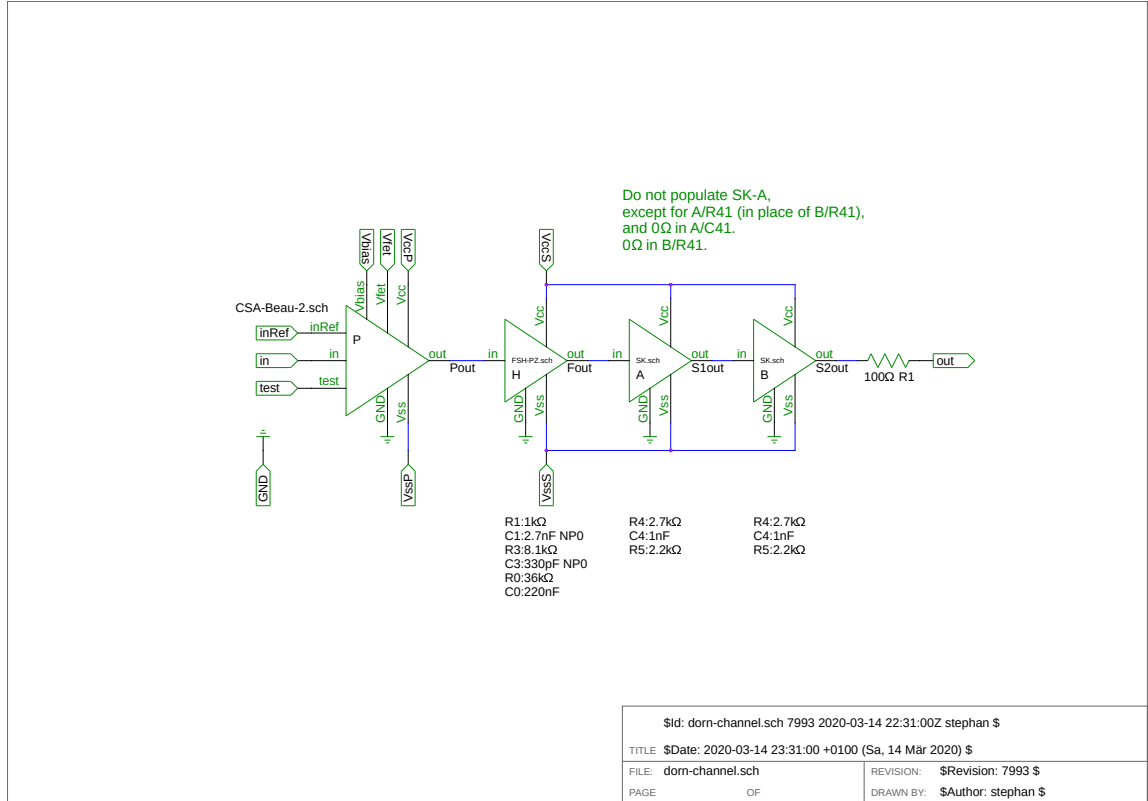 Do not populate SK-A,
except for A/R41 (in place of B/R41),
and 0Ω in A/C41.
0Ω in B/R41.
Vbias
Vfet
VccP
VccS
CSA-Beau-2.sch
Vbias
Vfet
Vcc
Vcc
Vcc
Vcc
inRef
inRef
P
in
in
test
test
out
Pout
in
FSH-PZ.sch
H
out
Fout
in
SK.sch
A
out
S1out
in
SK.sch
B
out
S2out
100Ω R1
out
GND
Vss
GND
Vss
GND
Vss
GND
Vss
GND
VssP
VssS
R1:1kΩ
C1:2.7nF NP0
R3:8.1kΩ
C3:330pF NP0
R0:36kΩ
C0:220nF
R4:2.7kΩ
C4:1nF
R5:2.2kΩ
R4:2.7kΩ
C4:1nF
R5:2.2kΩ
$Id: dorn-channel.sch 7993 2020-03-14 22:31:00Z stephan $
TITLE $Date: 2020-03-14 23:31:00 +0100 (Sa, 14 Mär 2020) $
FILE: dorn-channel.sch
REVISION: $Revision: 7993 $
PAGE OF
DRAWN BY: $Author: stephan $